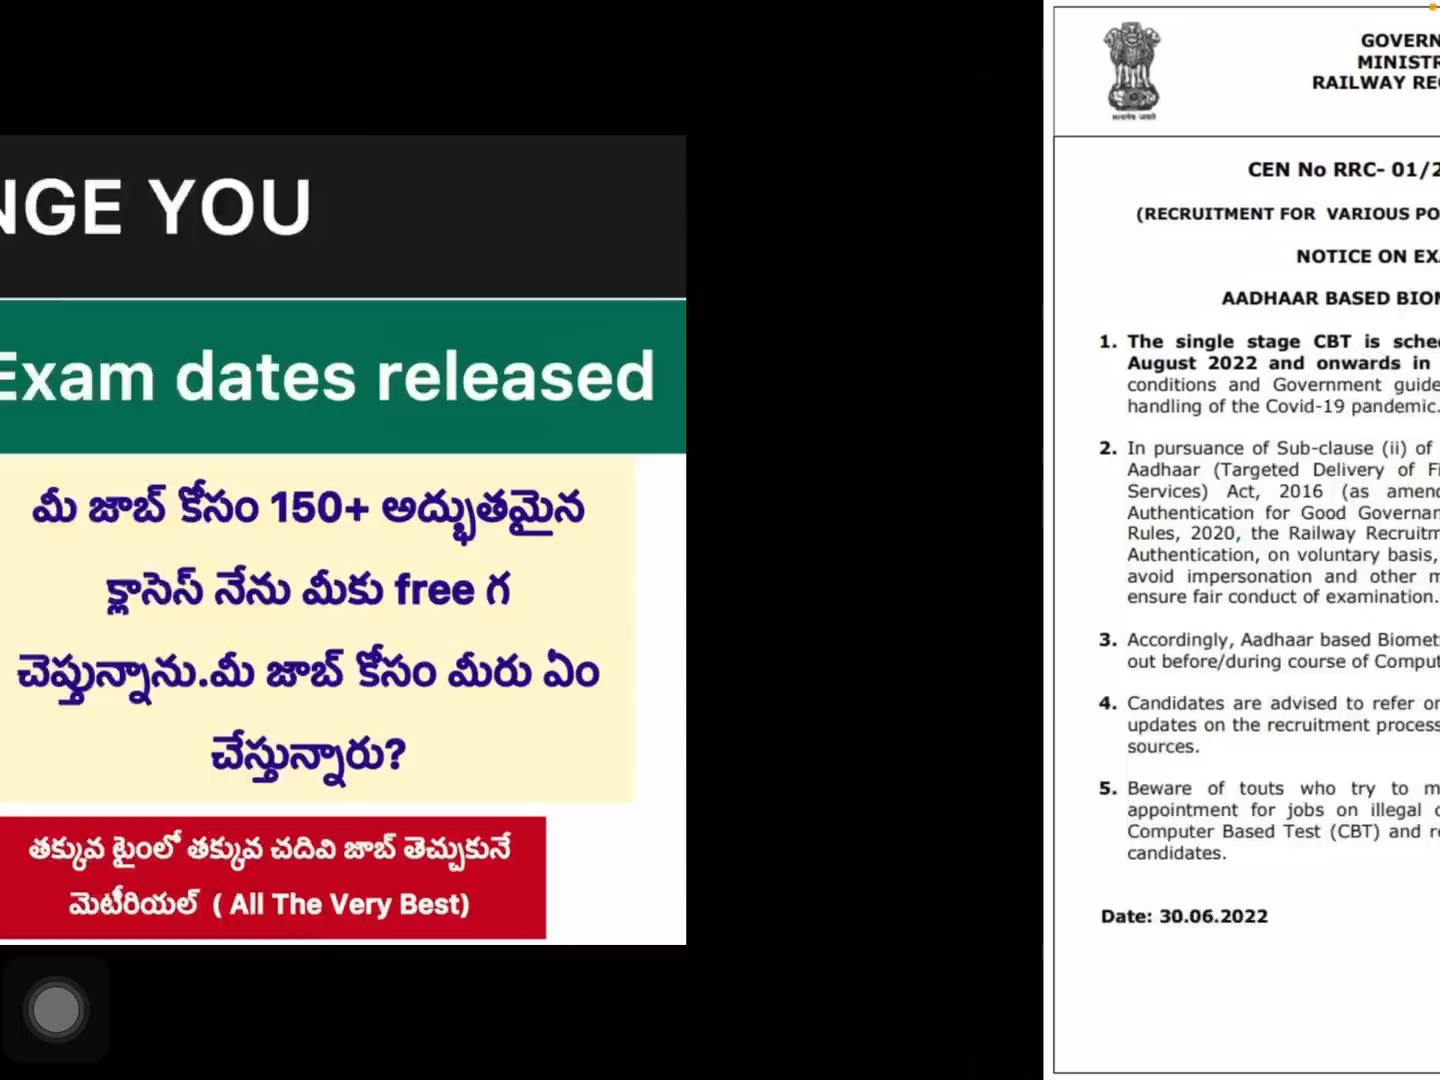 NGE YOU
Exam dates released
మీ జాబ్ కోసం 150+ అద్భుతమైన
క్లాసెస్ నేను మీకు free గ
చెప్తున్నాను.మీ జాబ్ కోసం మీరు ఏం
చేస్తున్నారు?
తక్కువ టైంలో తక్కువ చదివి జాబ్ తెచ్చుకునే
మెటీరియల్ ( All The Very Best)
सत्यमेव जयते
GOVERN
MINISTR
RAILWAY REC
CEN No RRC- 01/2
(RECRUITMENT FOR VARIOUS PO
NOTICE ON EXA
AADHAAR BASED BIOM
1. The single stage CBT is sche
August 2022 and onwards in
conditions and Government guide
handling of the Covid-19 pandemic.
2. In pursuance of Sub-clause (ii) of
Aadhaar (Targeted Delivery of Fi
Services) Act, 2016 (as amend
Authentication for Good Governan
Rules, 2020, the Railway Recruitm
Authentication, on voluntary basis,
avoid impersonation and other m
ensure fair conduct of examination.
3. Accordingly, Aadhaar based Biomet
out before/during course of Comput
4. Candidates are advised to refer on
updates on the recruitment process
sources.
5. Beware of touts who try to m
appointment for jobs on illegal c
Computer Based Test (CBT) and re
candidates.
Date: 30.06.2022